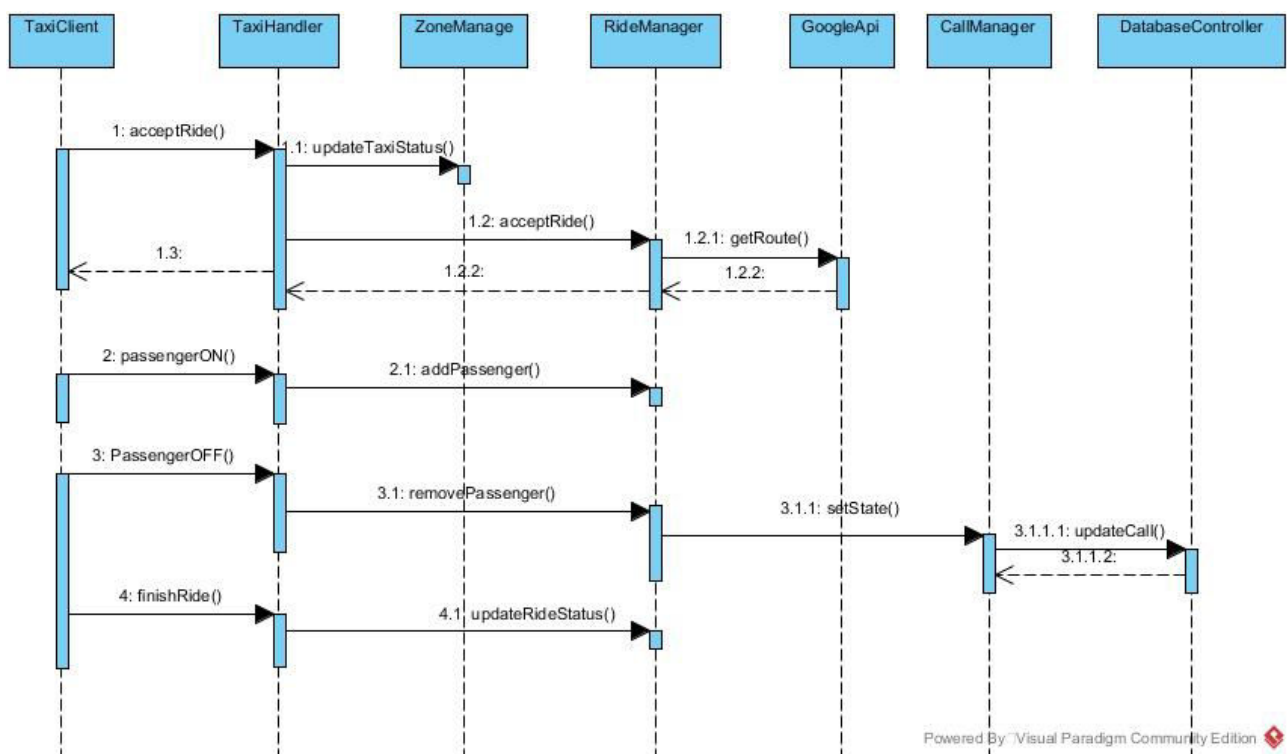 TaxiClient
TaxiHandler
ZoneManage
RideManager
GoogleApi
CallManager
DatabaseController
1: acceptRide()
1.1: updateTaxiStatus()
1.2: acceptRide()
1.2.1: getRoute()
1.3:
1.2.2:
1.2.2:
2: passengerON()
2.1: addPassenger()
3: PassengerOFF()
3.1: removePassenger()
3.1.1: setState()
3.1.1.1: updateCall()
3.1.1.2:
4: finishRide()
4.1: updateRideStatus()
Powered By Visual Paradigm Community Edition